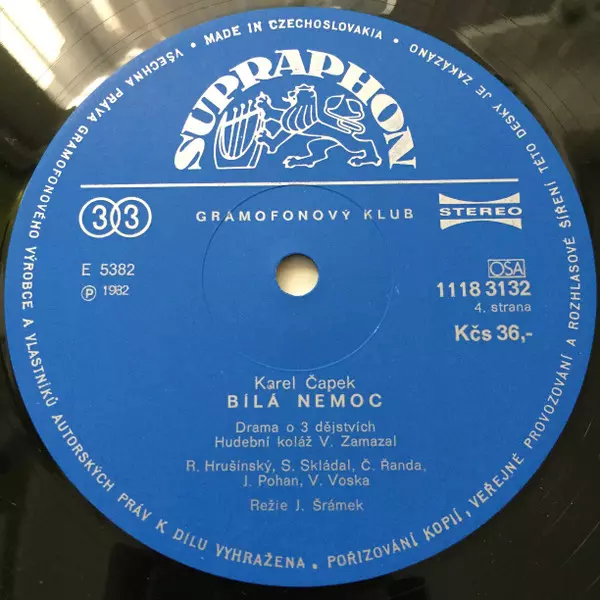 VŠECHNA PRÁVA GRAMOFONOVÉHO VÝROBCE A VLASTNÍKŮ AUTORSKÝCH PRÁV K DÍLU VYHRAŽENA. POŘIZOVÁNÍ KOPIÍ, VEŘEJNÉ PROVOZOVÁNÍ A ROZHLASOVÉ ŠÍŘENÍ TÉTO DESKY JE ZAKÁZÁNO • MADE IN CZECHOSLOVAKIA •
SUPRAPHON
33
GRAMOFONOVÝ KLUB
STEREO
E 5382
℗ 1982
OSA
1118 3132
4. strana
Kčs 36,-
Karel Čapek
BÍLÁ NEMOC
Drama o 3 dějstvích
Hudební koláž V. Zamazal
R. Hrušínský, S. Skládal, Č. Řanda,
J. Pohan, V. Voska
Režie J. Šrámek